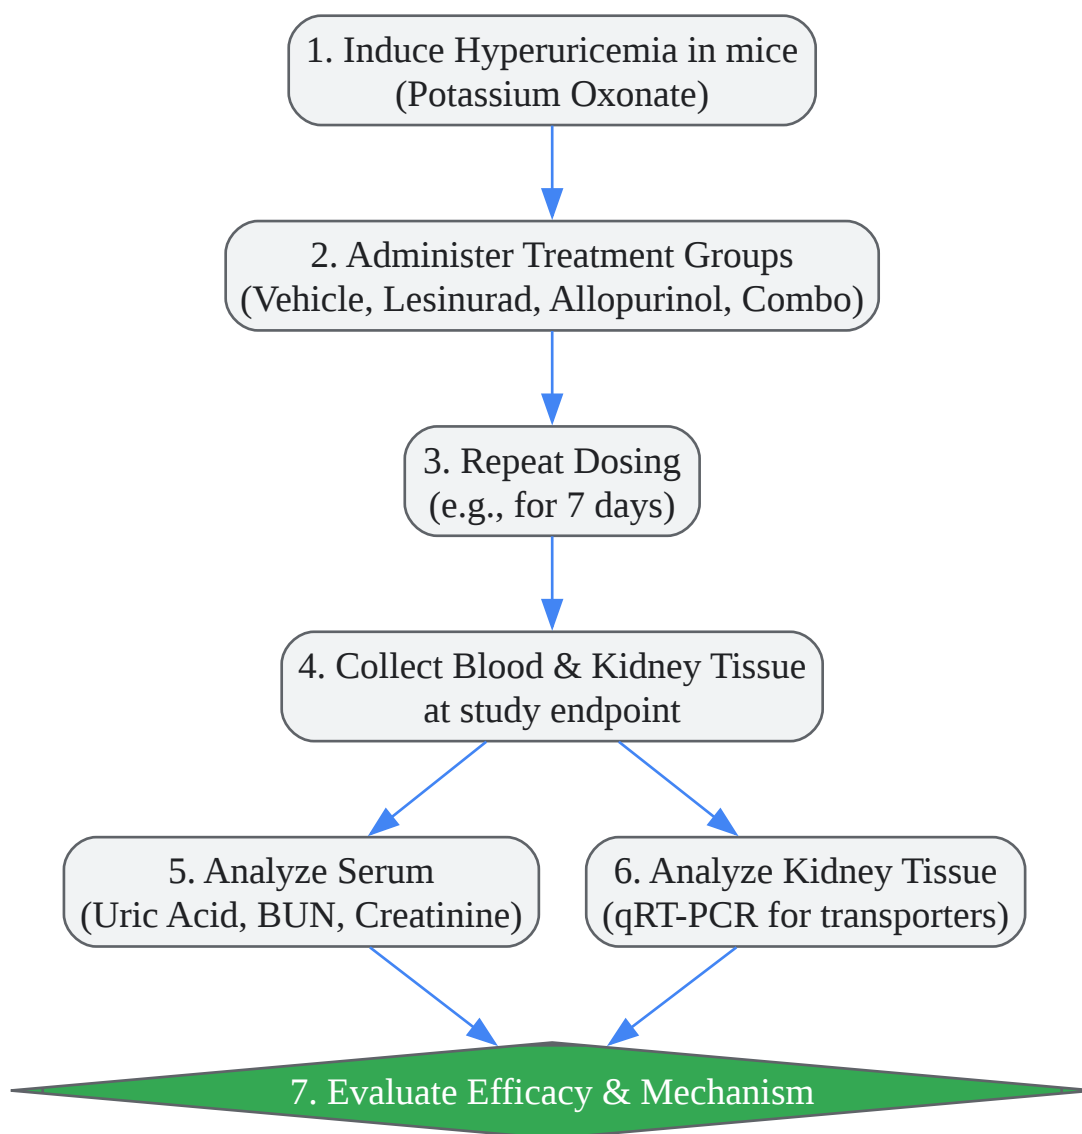 1. Induce Hyperuricemia in mice
(Potassium Oxonate)
2. Administer Treatment Groups
(Vehicle, Lesinurad, Allopurinol, Combo)
3. Repeat Dosing
(e.g., for 7 days)
4. Collect Blood & Kidney Tissue
at study endpoint
5. Analyze Serum
(Uric Acid, BUN, Creatinine)
6. Analyze Kidney Tissue
(qRT-PCR for transporters)
7. Evaluate Efficacy & Mechanism